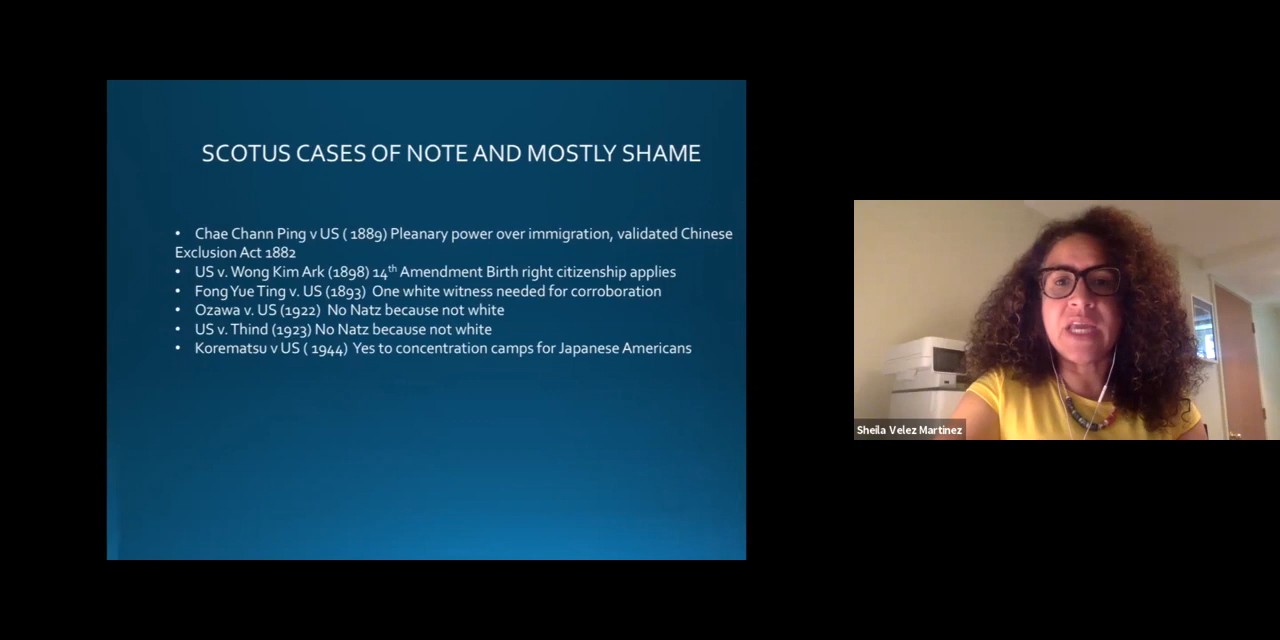 SCOTUS CASES OF NOTE AND MOSTLY SHAME
• Chae Chann Ping v US ( 1889) Pleanary power over immigration, validated Chinese
Exclusion Act 1882
• US v. Wong Kim Ark (1898) 14th Amendment Birth right citizenship applies
• Fong Yue Ting v. US (1893) One white witness needed for corroboration
• Ozawa v. US (1922) No Natz because not white
• US v. Thind (1923) No Natz because not white
• Korematsu v US ( 1944) Yes to concentration camps for Japanese Americans
Sheila Velez Martinez